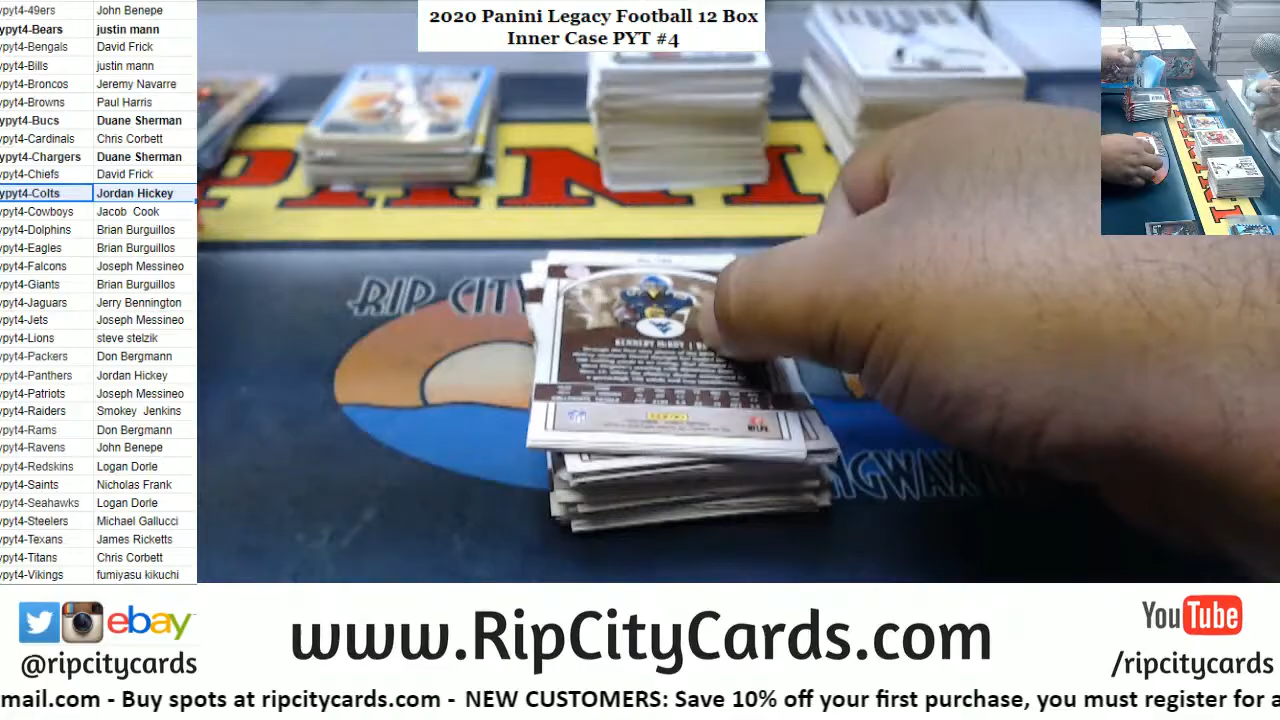 2020 Panini Legacy Football 12 Box
Inner Case PYT #4
ypyt4-49ers John Benepe
ypyt4-Bears justin mann
ypyt4-Bengals David Frick
ypyt4-Bills justin mann
ypyt4-Broncos Jeremy Navarre
ypyt4-Browns Paul Harris
ypyt4-Bucs Duane Sherman
ypyt4-Cardinals Chris Corbett
ypyt4-Chargers Duane Sherman
ypyt4-Chiefs David Frick
ypyt4-Colts Jordan Hickey
ypyt4-Cowboys Jacob Cook
ypyt4-Dolphins Brian Burguillos
ypyt4-Eagles Brian Burguillos
ypyt4-Falcons Joseph Messineo
ypyt4-Giants Brian Burguillos
ypyt4-Jaguars Jerry Bennington
ypyt4-Jets Joseph Messineo
ypyt4-Lions steve stelzik
ypyt4-Packers Don Bergmann
ypyt4-Panthers Jordan Hickey
ypyt4-Patriots Joseph Messineo
ypyt4-Raiders Smokey Jenkins
ypyt4-Rams Don Bergmann
ypyt4-Ravens John Benepe
ypyt4-Redskins Logan Dorle
ypyt4-Saints Nicholas Frank
ypyt4-Seahawks Logan Dorle
ypyt4-Steelers Michael Gallucci
ypyt4-Texans James Ricketts
ypyt4-Titans Chris Corbett
ypyt4-Vikings fumiyasu kikuchi
PANINI
RIP CITY
KENNEDY McKOY
PANINI
NFLPA
NGWAX
ebay
@ripcitycards
www.RipCityCards.com
YouTube
/ripcitycards
mail.com - Buy spots at ripcitycards.com - NEW CUSTOMERS: Save 10% off your first purchase, you must register for a